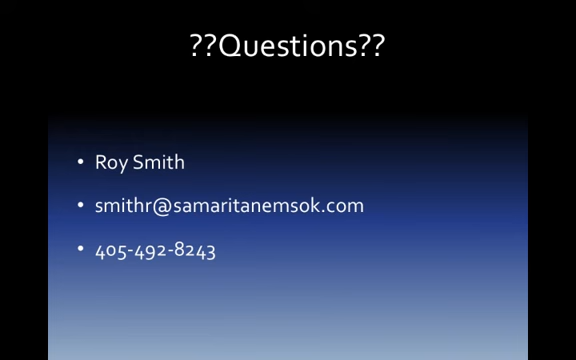 ??Questions??
• Roy Smith
• smithr@samaritanemsok.com
• 405-492-8243